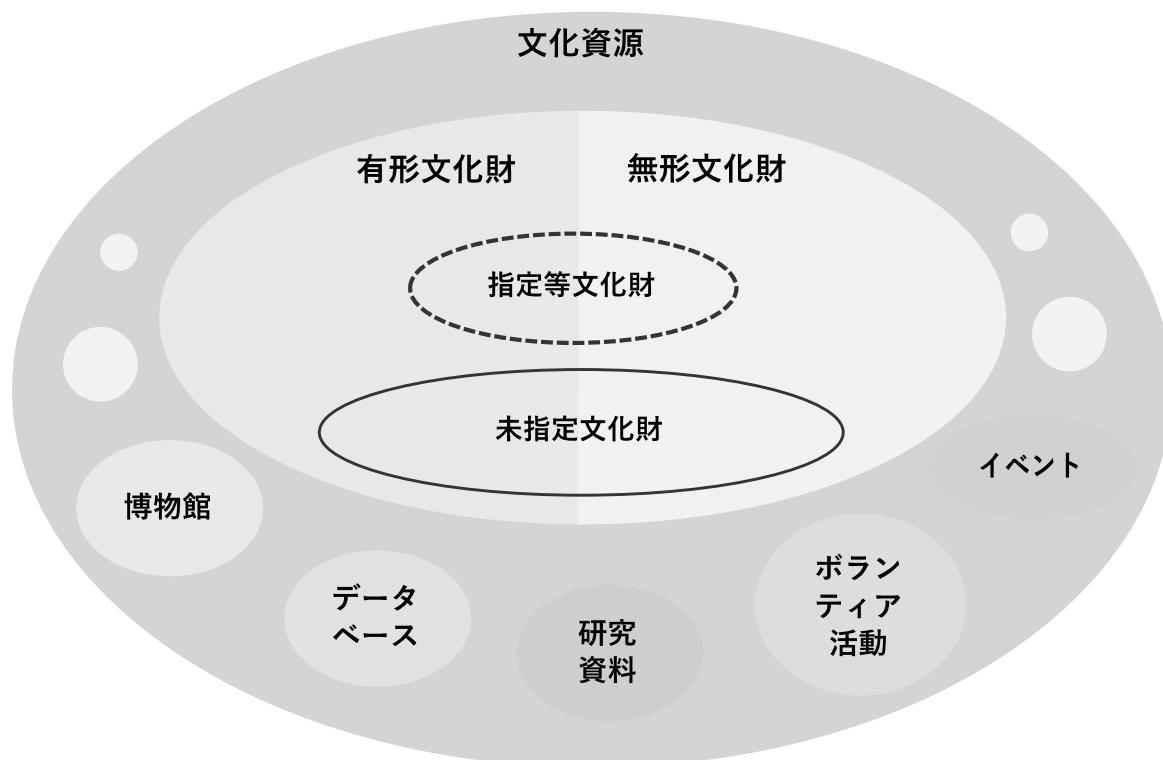 文化資源
有形文化財
無形文化財
指定等文化財
未指定文化財
イベント
博物館
データ
ベース
研究
資料
ボラン
ティア
活動